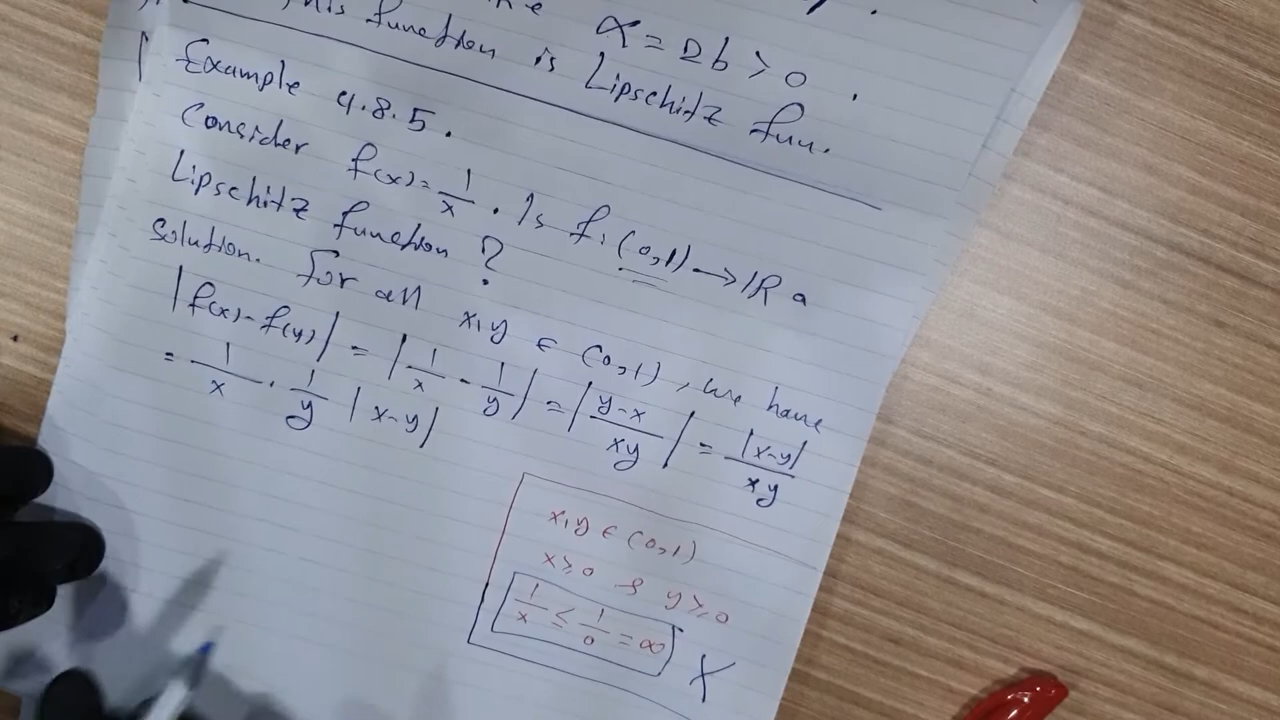 α = 2b > 0 .
This function is Lipschitz fun.
Example 4.8.5.
Consider f(x) = 1/x . Is f: (0,1) → IR a
Lipschitz function ?
Solution. for all x,y ∈ (0,1), we have
|f(x) - f(y)| = |1/x - 1/y| = |y-x/xy| = |x-y|/xy
= 1/x · 1/y |x-y|
x,y ∈ (0,1)
x ≥ 0 & y ≥ 0
1/x ≤ 1/0 = ∞ X